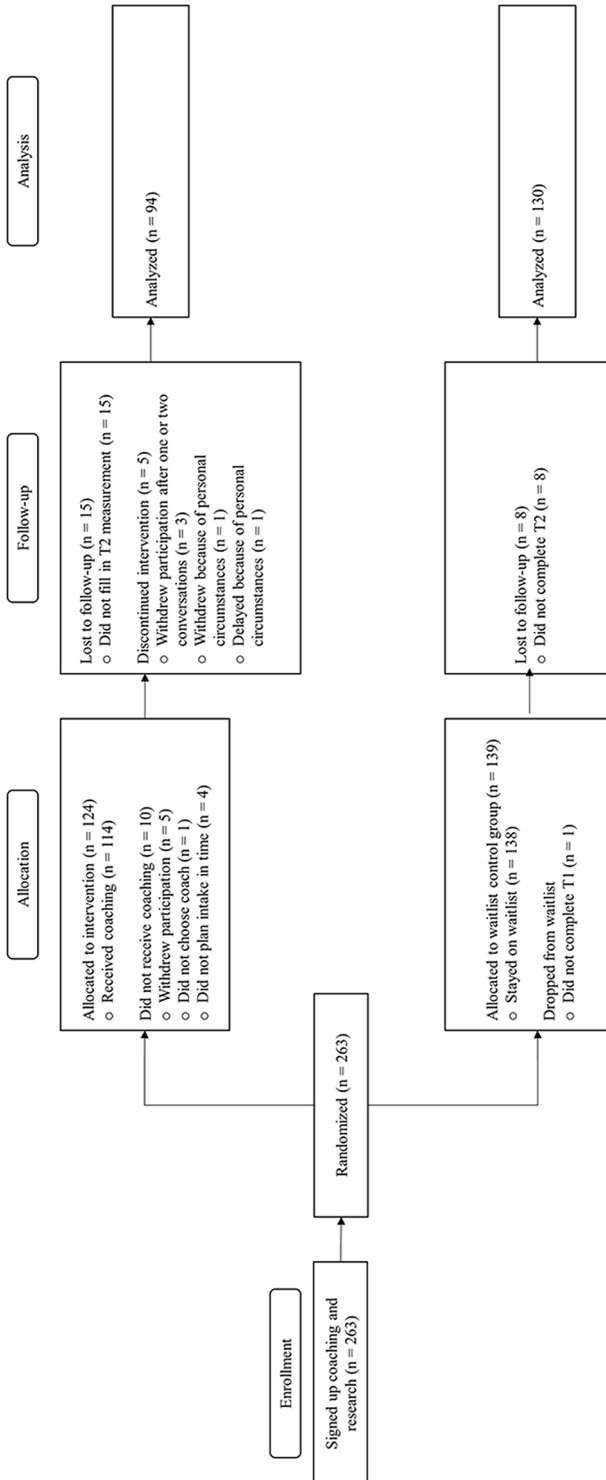 Enrollment
Signed up coaching and
research (n = 263)
Randomized (n = 263)
Allocation
Allocated to intervention (n = 124)
○ Received coaching (n = 114)
Did not receive coaching (n = 10)
○ Withdrew participation (n = 5)
○ Did not choose coach (n = 1)
○ Did not plan intake in time (n = 4)
Allocated to waitlist control group (n = 139)
○ Stayed on waitlist (n = 138)
Dropped from waitlist
○ Did not complete T1 (n = 1)
Follow-up
Lost to follow-up (n = 15)
○ Did not fill in T2 measurement (n = 15)
Discontinued intervention (n = 5)
○ Withdrew participation after one or two
conversations (n = 3)
○ Withdrew because of personal
circumstances (n = 1)
○ Delayed because of personal
circumstances (n = 1)
Lost to follow-up (n = 8)
○ Did not complete T2 (n = 8)
Analysis
Analyzed (n = 94)
Analyzed (n = 130)